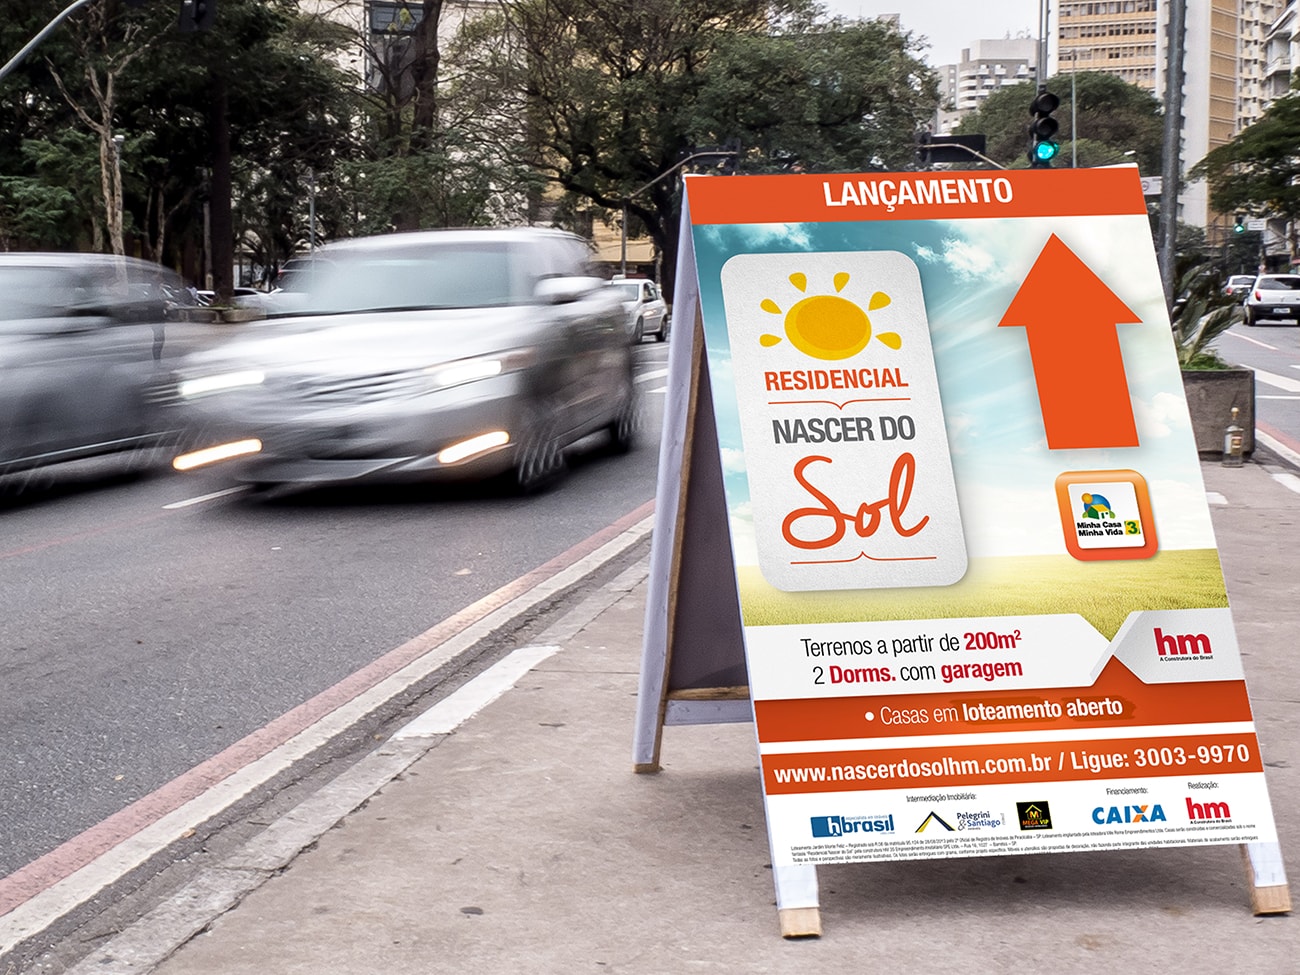 LANÇAMENTO
RESIDENCIAL
NASCER DO
Sol
Minha Casa
Minha Vida 3
Terrenos a partir de 200m²
2 Dorms. com garagem
hm
A Construtora do Brasil
• Casas em loteamento aberto
www.nascerdosolhm.com.br / Ligue: 3003-9970
Intermediação Imobiliária:
Financiamento:
Realização:
hbrasil
Pelegrini
& Santiago
MEGA VIP
CAIXA
hm
A Construtora do Brasil